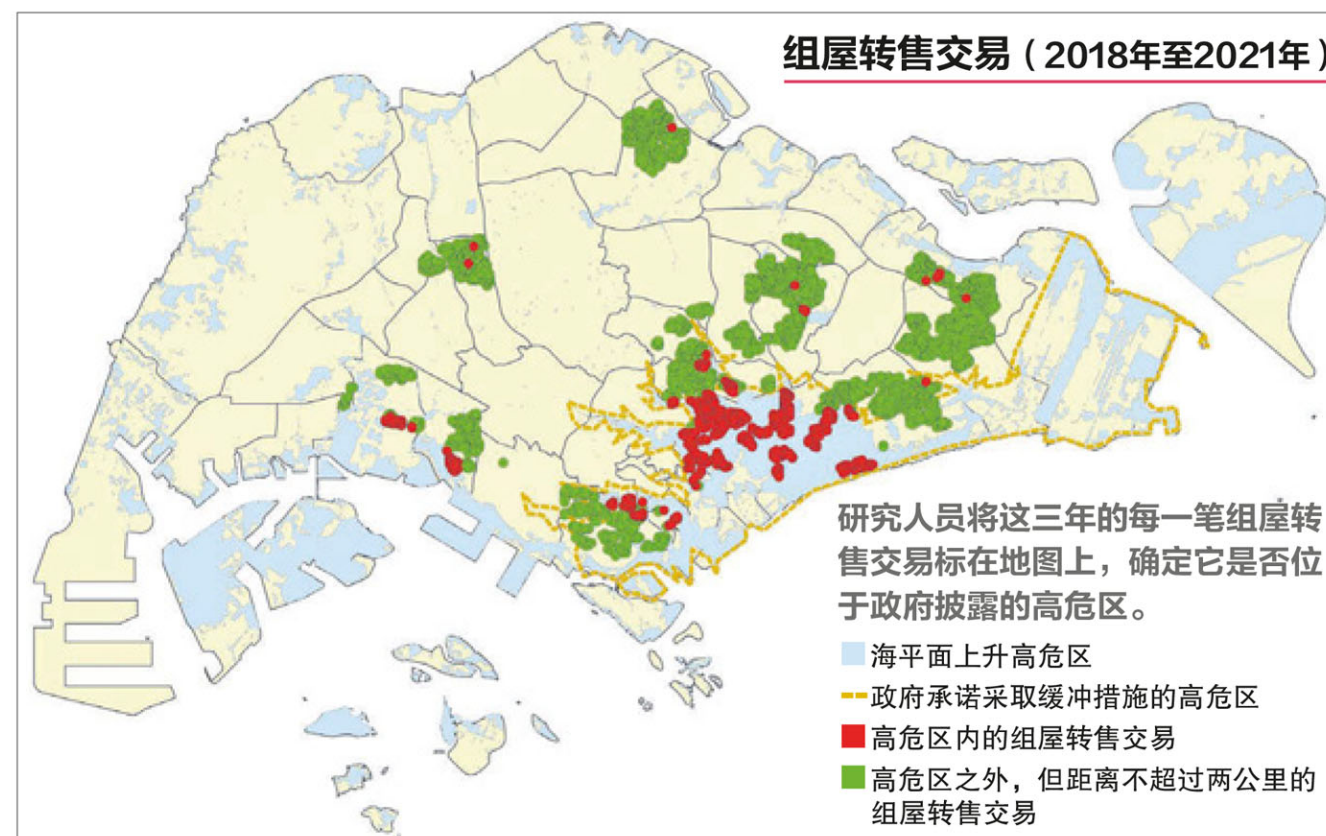 组屋转售交易（2018年至2021年）
研究人员将这三年的每一笔组屋转
售交易标在地图上，确定它是否位
于政府披露的高危区。
海平面上升高危区
政府承诺采取缓冲措施的高危区
高危区内的组屋转售交易
高危区之外，但距离不超过两公里的
组屋转售交易